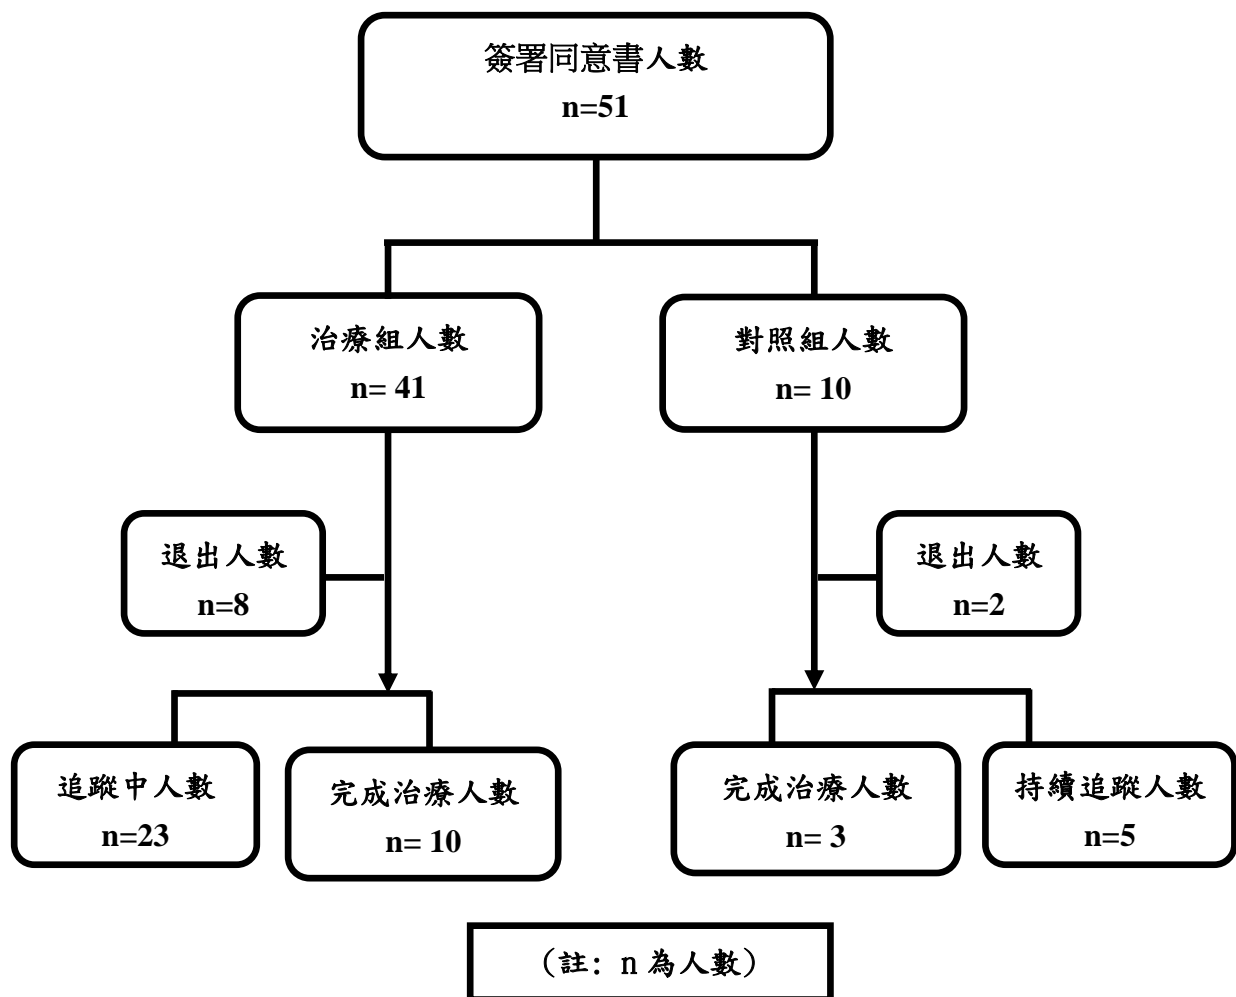 簽署同意書人數
n=51
治療組人數
n= 41
對照組人數
n= 10
退出人數
n=8
退出人數
n=2
追蹤中人數
n=23
完成治療人數
n= 10
完成治療人數
n= 3
持續追蹤人數
n=5
（註：n 為人數）